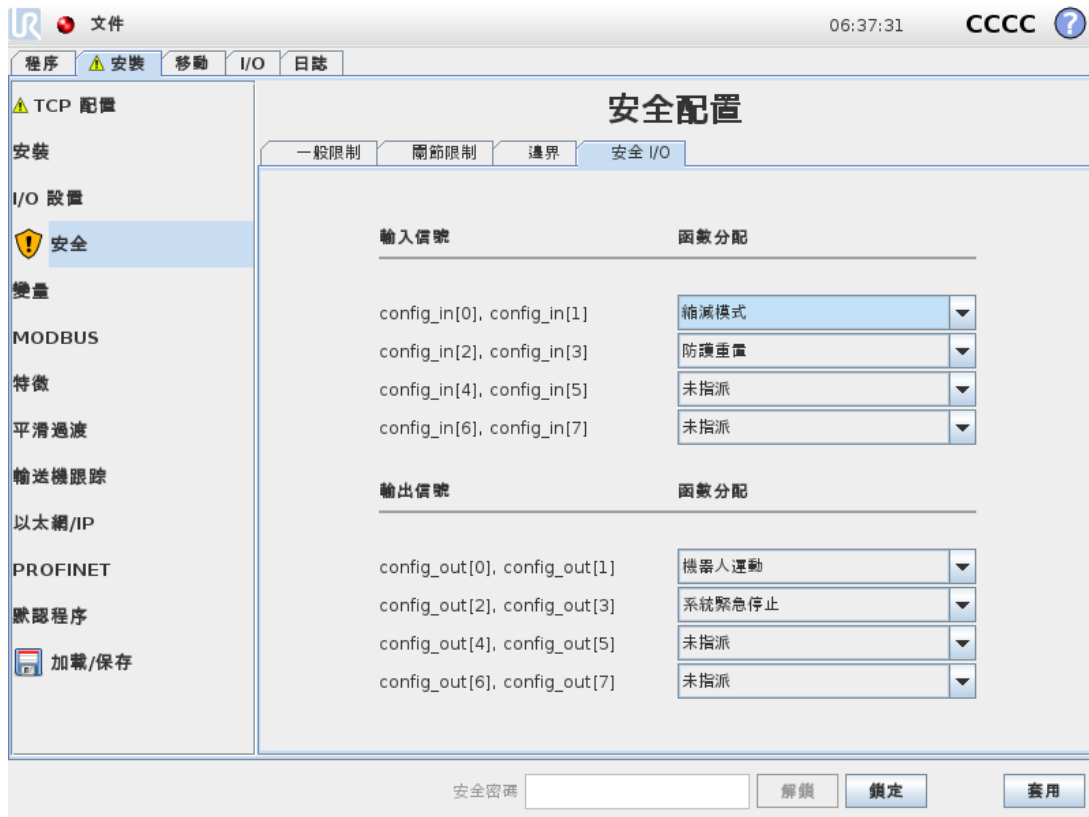 UR 文件 06:37:31 CCCC ?
程序 安裝 移動 I/O 日誌
TCP 配置
安裝
I/O 設置
安全
變量
MODBUS
特徵
平滑過渡
輸送機跟踪
以太網/IP
PROFINET
默認程序
加載/保存
安全配置
一般限制 關節限制 邊界 安全 I/O
輸入信號 函數分配
config_in[0], config_in[1] 縮減模式
config_in[2], config_in[3] 防護重置
config_in[4], config_in[5] 未指派
config_in[6], config_in[7] 未指派
輸出信號 函數分配
config_out[0], config_out[1] 機器人運動
config_out[2], config_out[3] 系統緊急停止
config_out[4], config_out[5] 未指派
config_out[6], config_out[7] 未指派
安全密碼 解鎖 鎖定 套用